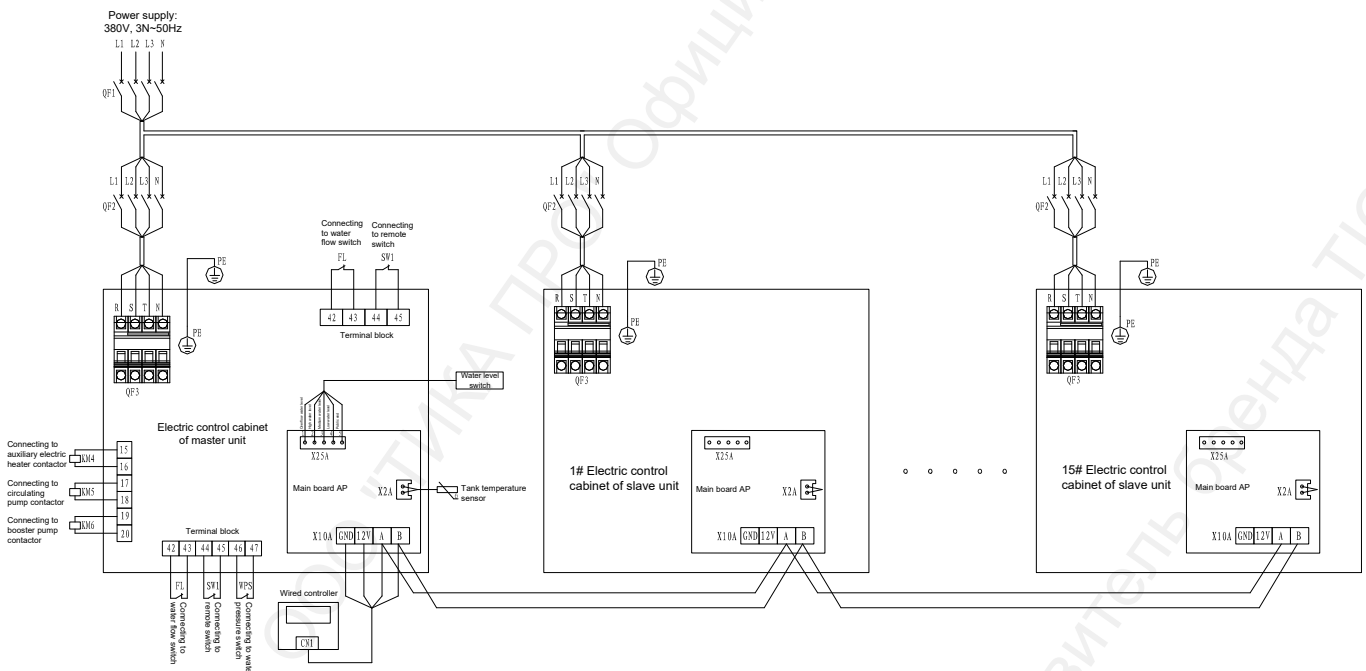 Power supply:
380V, 3N~50Hz
L1 L2 L3 N
QF1
L1 L2 L3 N
QF2
L1 L2 L3 N
QF2
L1 L2 L3 N
QF2
PE
PE
PE
Connecting
to water
flow switch
FL
Connecting
to remote
switch
SW1
42 43 44 45
Terminal block
R S T N
QF3
PE
R S T N
QF3
PE
R S T N
QF3
PE
Water level
switch
Electric control cabinet
of master unit
X25A
Main board AP
X2A
Tank temperature
sensor
X10A GND 12V A B
Connecting to
auxiliary electric
heater contactor
KM4
15
16
Connecting to
circulating
pump contactor
KM5
17
18
Connecting to
booster pump
contactor
KM6
19
20
Terminal block
42 43 44 45 46 47
FL
Connecting to
water flow switch
SW1
Connecting to
remote switch
WPS
Connecting to
pressure switch
Wired controller
CN1
1# Electric control
cabinet of slave unit
X25A
Main board AP
X2A
X10A GND 12V A B
15# Electric control
cabinet of slave unit
X25A
Main board AP
X2A
X10A GND 12V A B